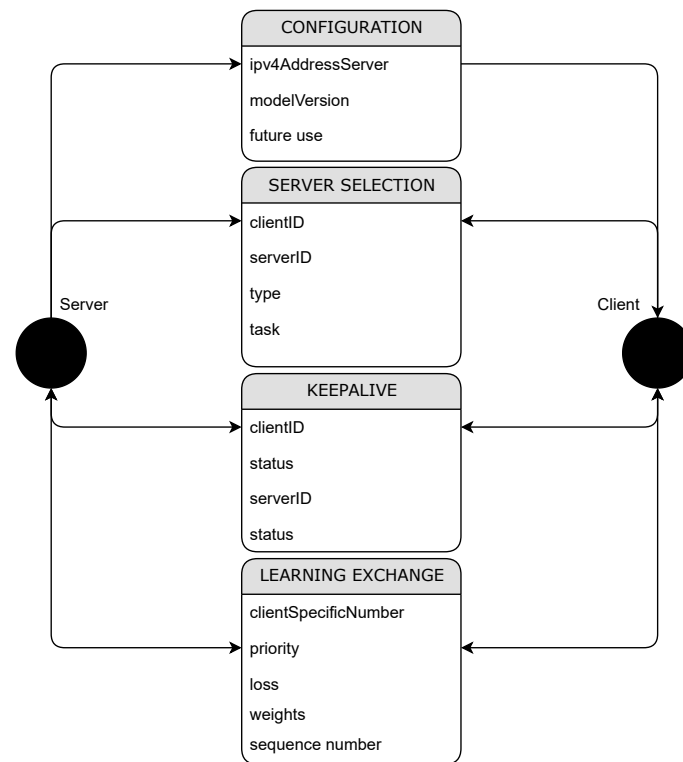 CONFIGURATION
ipv4AddressServer
modelVersion
future use
SERVER SELECTION
clientID
serverID
type
task
Server
Client
KEEPALIVE
clientID
status
serverID
status
LEARNING EXCHANGE
clientSpecificNumber
priority
loss
weights
sequence number